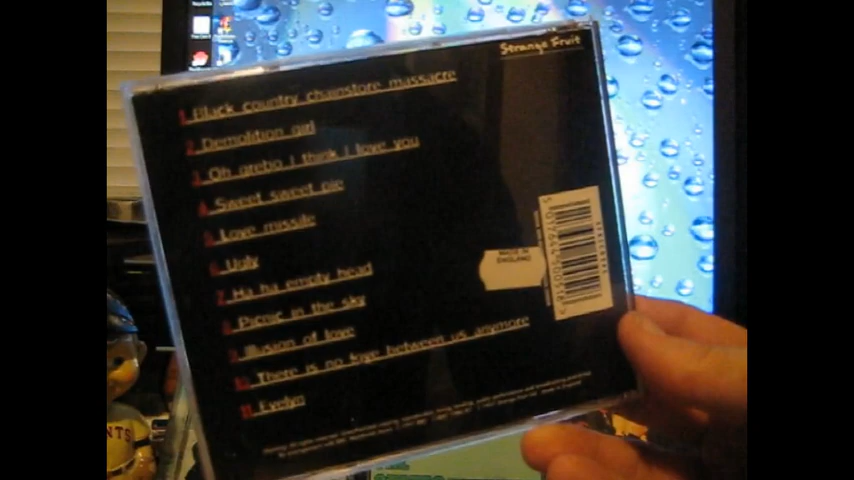 Strange Fruit
1. Black country chainstore massacre
2. Demolition girl
3. Oh grebo I think I love you
4. Sweet sweet pie
5. Love missile
6. Ugly
7. Ha ha empty head
8. Picnic in the sky
9. Illusion of love
10. There is no love between us anymore
11. Evelyn
MADE IN
ENGLAND
NTS